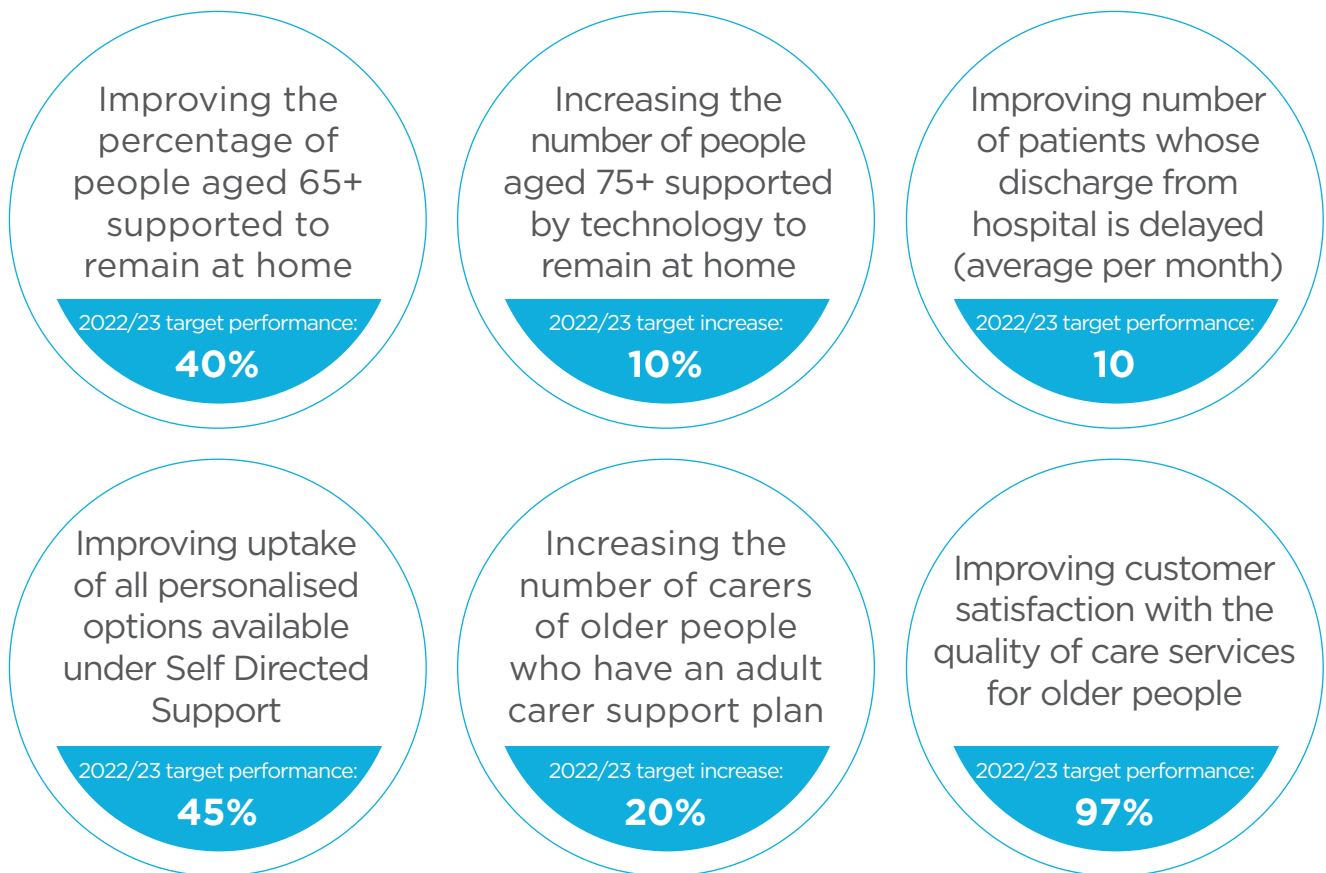 Improving the
percentage of
people aged 65+
supported to
remain at home
2022/23 target performance:
40%
Increasing the
number of people
aged 75+ supported
by technology to
remain at home
2022/23 target increase:
10%
Improving number
of patients whose
discharge from
hospital is delayed
(average per month)
2022/23 target performance:
10
Improving uptake
of all personalised
options available
under Self Directed
Support
2022/23 target performance:
45%
Increasing the
number of carers
of older people
who have an adult
carer support plan
2022/23 target increase:
20%
Improving customer
satisfaction with the
quality of care services
for older people
2022/23 target performance:
97%